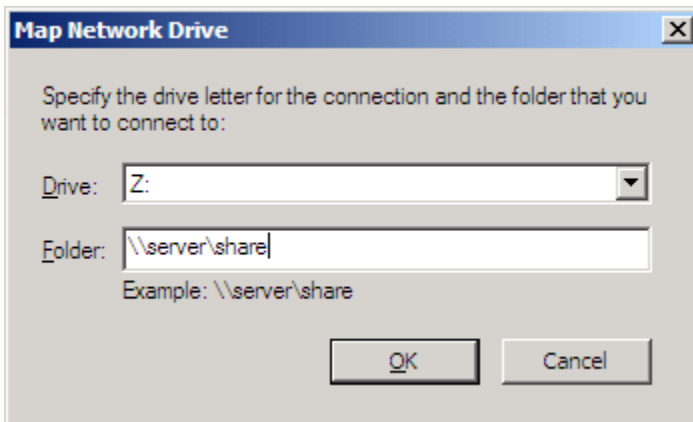 Map Network Drive
Specify the drive letter for the connection and the folder that you
want to connect to:
Drive: Z:
Folder: \\server\share
Example: \\server\share
OK Cancel